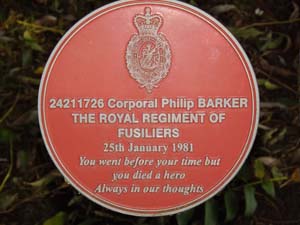 24211726 Corporal Philip BARKER
THE ROYAL REGIMENT OF
FUSILIERS
25th January 1981
You went before your time but
you died a hero
Always in our thoughts